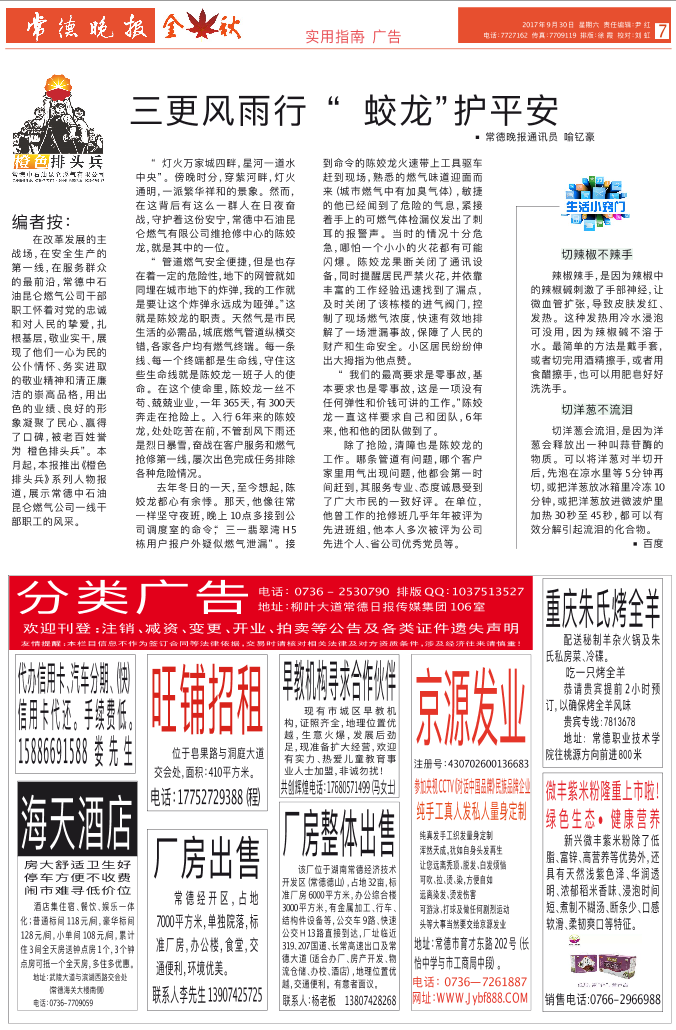 常德晚报
金秋
实用指南 广告
2017年9月30日 星期六 责任编辑:尹 红
电话:7727162 传真:7709119 排版:徐 霞 校对:刘 虹
7
三更风雨行“蛟龙”护平安
▪ 常德晚报通讯员 喻钇豪
橙色排头兵
常德中石油昆仑燃气有限公司
编者按:
在改革发展的主
战场,在安全生产的
第一线,在服务群众
的最前沿,常德中石
油昆仑燃气公司干部
职工怀着对党的忠诚
和对人民的挚爱,扎
根基层,敬业实干,展
现了他们一心为民的
公仆情怀、务实进取
的敬业精神和清正廉
洁的崇高品格,用出
色的业绩、良好的形
象凝聚了民心、赢得
了口碑,被老百姓誉
为“橙色排头兵”。本
月起,本报推出《橙色
排头兵》系列人物报
道,展示常德中石油
昆仑燃气公司一线干
部职工的风采。
“灯火万家城四畔,星河一道水
中央”。傍晚时分,穿紫河畔,灯火
通明,一派繁华祥和的景象。然而,
在这背后有这么一群人在日夜奋
战,守护着这份安宁,常德中石油昆
仑燃气有限公司维抢修中心的陈姣
龙,就是其中的一位。
“管道燃气安全便捷,但是也存
在着一定的危险性,地下的网管就如
同埋在城市地下的炸弹,我的工作就
是要让这个炸弹永远成为哑弹。”这
就是陈姣龙的职责。天然气是市民
生活的必需品,城底燃气管道纵横交
错,各家各户均有燃气终端。每一条
线、每一个终端都是生命线,守住这
些生命线就是陈姣龙一班子人的使
命。在这个使命里,陈姣龙一丝不
苟、兢兢业业,一年365天,有300天
奔走在抢险上。入行6年来的陈姣
龙,处处吃苦在前,不管刮风下雨还
是烈日暴雪,奋战在客户服务和燃气
抢修第一线,屡次出色完成任务排除
各种危险情况。
去年冬日的一天,至今想起,陈
姣龙都心有余悸。那天,他像往常
一样坚守夜班,晚上10点多接到公
司调度室的命令;“三一翡翠湾H5
栋用户报户外疑似燃气泄漏”。接
到命令的陈姣龙火速带上工具驱车
赶到现场,熟悉的燃气味道迎面而
来(城市燃气中有加臭气体),敏捷
的他已经闻到了危险的气息,紧接
着手上的可燃气体检漏仪发出了刺
耳的报警声。当时的情况十分危
急,哪怕一个小小的火花都有可能
闪爆。陈姣龙果断关闭了通讯设
备,同时提醒居民严禁火花,并依靠
丰富的工作经验迅速找到了漏点,
及时关闭了该栋楼的进气阀门,控
制了现场燃气浓度,快速有效地排
解了一场泄漏事故,保障了人民的
财产和生命安全。小区居民纷纷伸
出大拇指为他点赞。
“我们的最高要求是零事故,基
本要求也是零事故,这是一项没有
任何弹性和价钱可讲的工作。”陈姣
龙一直这样要求自己和团队,6年
来,他和他的团队做到了。
除了抢险,清障也是陈姣龙的
工作。哪条管道有问题,哪个客户
家里用气出现问题,他都会第一时
间赶到,其服务专业、态度诚恳受到
了广大市民的一致好评。在单位,
他曾工作的抢修班几乎年年被评为
先进班组,他本人多次被评为公司
先进个人、省公司优秀党员等。
生活小窍门
切辣椒不辣手
辣椒辣手,是因为辣椒中
的辣椒碱刺激了手部神经,让
微血管扩张,导致皮肤发红、
发热。这种发热用冷水浸泡
可没用,因为辣椒碱不溶于
水。最简单的方法是戴手套,
或者切完用酒精擦手,或者用
食醋擦手,也可以用肥皂好好
洗洗手。
切洋葱不流泪
切洋葱会流泪,是因为洋
葱会释放出一种叫蒜苷酶的
物质。可以将洋葱对半切开
后,先泡在凉水里等5分钟再
切,或把洋葱放冰箱里冷冻10
分钟,或把洋葱放进微波炉里
加热30秒至45秒,都可以有
效分解引起流泪的化合物。
▪ 百度
分类广告
电话: 0736-2530790 排版QQ:1037513527
地址:柳叶大道常德日报传媒集团106室
欢迎刊登:注销、减资、变更、开业、拍卖等公告及各类证件遗失声明
友情提醒:本栏目信息不作为签订合同等法律依据,交易时请核对相关法律及对方资质条件,涉及经济往来请慎重!
代办信用卡、汽车分期、(快)
信用卡代还。手续费低。
15886691588 娄先生
海天酒店
房大舒适卫生好
停车方便不收费
闹市难寻低价位
酒店集住宿、餐饮、娱乐一体
化;普通标间118元/间,豪华标间
128元/间,小单间108元/间,累计
住3间全天房送钟点房1个,3个钟
点房可抵一个全天房,多住多优惠。
地址:武陵大道与滨湖西路交会处
(常德海关大楼南侧)
电话:0736-7709059
旺铺招租
位于皂果路与洞庭大道
交会处,面积:410平方米。
电话:17752729388(程)
厂房出售
常德经开区,占地
7000平方米,单独院落,标
准厂房,办公楼,食堂,交
通便利,环境优美。
联系人李先生13907425725
早教机构寻求合作伙伴
现有市城区早教机
构,证照齐全,地理位置优
越,生意火爆,发展后劲
足,现准备扩大经营,欢迎
有实力、热爱儿童教育事
业人士加盟,非诚勿扰!
共创辉煌电话:17680571499(马女士)
厂房整体出售
该厂位于湖南常德经济技术
开发区(常德德山),占地32亩,标
准厂房6000平方米,办公综合楼
3000平方米,有金属加工、行车、
结构件设备等,公交车9路、快速
公交H13路直接到达,厂址临近
319、207国道、长常高速出口及常
德大道(适合办厂、房产开发、物
流仓储、办校、酒店),地理位置优
越,交通便利。有意者面议。
联系人:杨老板 13807428268
京源发业
注册号:430702600136683
参加央视CCTV(对话中国品牌)民族品牌企业
纯手工真人发私人量身定制
纯真发手工织发量身定制
浑然天成,犹如自身头发再生
让您远离秃顶、脱发、白发烦恼
可吹、拉、烫、染,方便自如
远离染发、烫发伤害
可游泳、打球及做任何剧烈运动
头等大事当然要交给京源发业
地址:常德市育才东路202号(长
怡中学与市工商局中段)。
电话: 0736—7261887
网址:WWW.Jybf888.COM
重庆朱氏烤全羊
配送秘制羊杂火锅及朱
氏私房菜、冷碟。
吃一只烤全羊
恭请贵宾提前2小时预
订,以确保烤全羊风味
贵宾专线:7813678
地址: 常德职业技术学
院往桃源方向前进800米
微丰紫米粉隆重上市啦!
绿色生态● 健康营养
新兴微丰紫米粉除了低
脂、富锌、高营养等优势外,还
具有天然浅紫色泽、华润透
明、浓郁稻米香味、浸泡时间
短、煮制不糊汤、断条少、口感
软滑、柔韧爽口等特征。
销售电话:0766-2966988